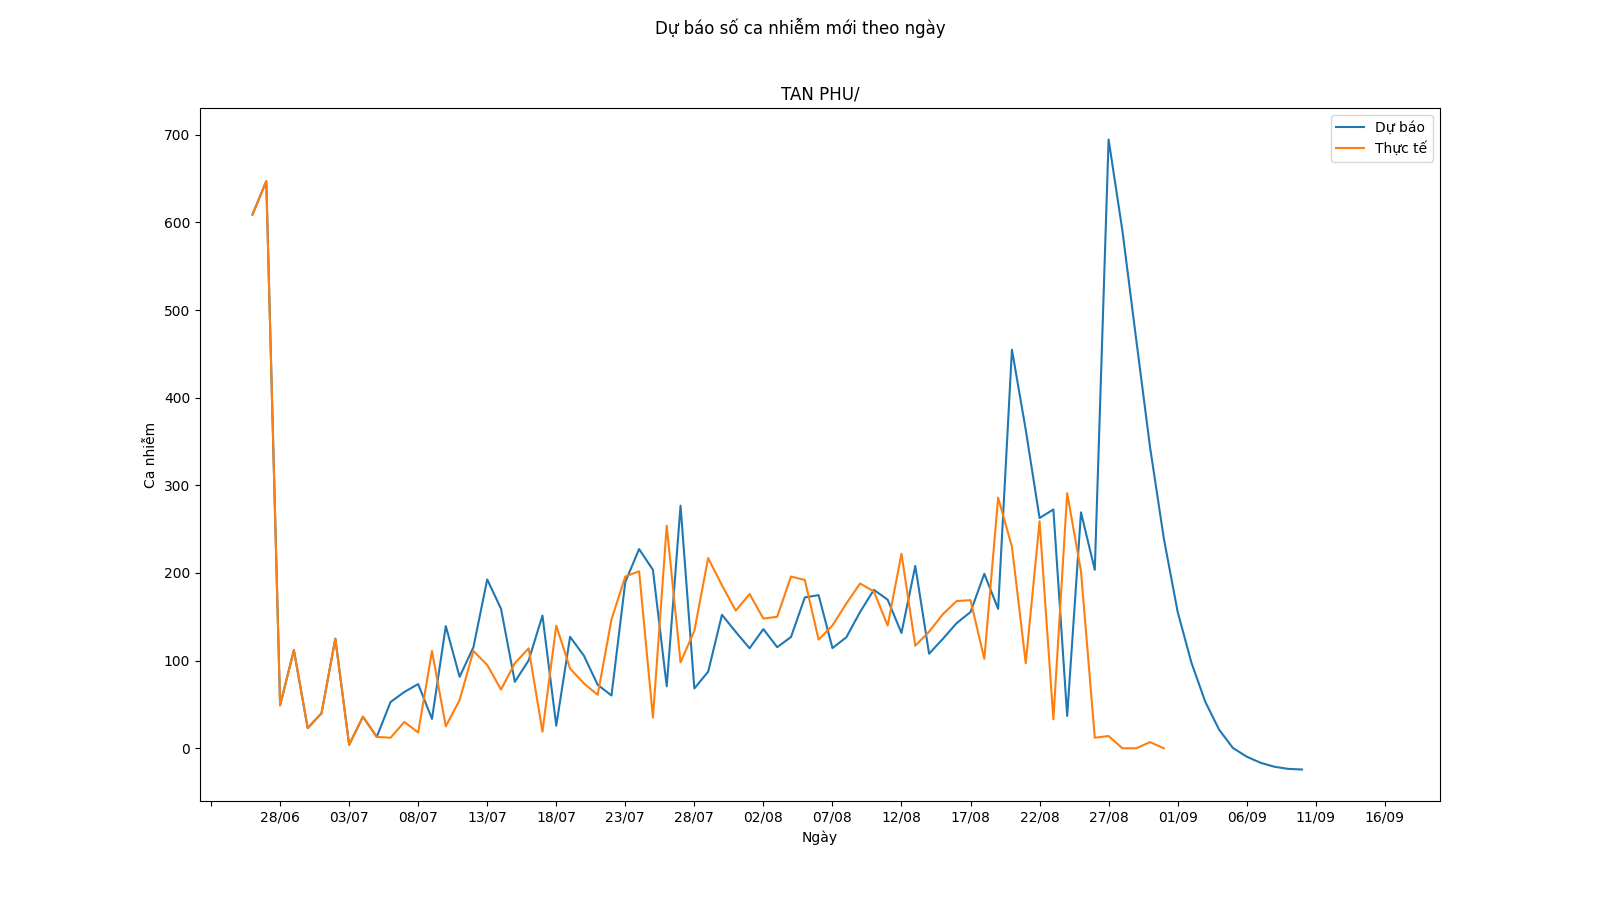 Dự báo số ca nhiễm mới theo ngày
TAN PHU/
Dự báo
Thực tế
700
600
500
400
300
200
100
0
Ca nhiễm
28/06 03/07 08/07 13/07 18/07 23/07 28/07 02/08 07/08 12/08 17/08 22/08 27/08 01/09 06/09 11/09 16/09
Ngày